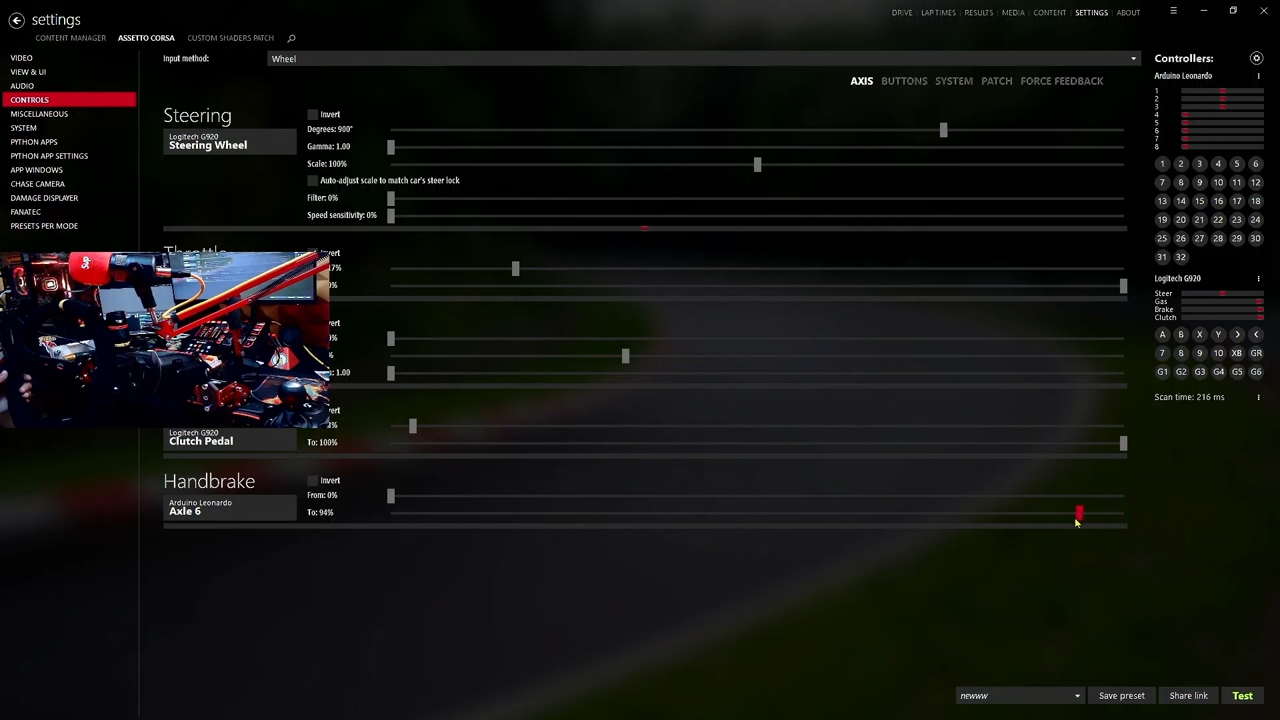 settings
DRIVE | LAP TIMES | RESULTS | MEDIA | CONTENT | SETTINGS | ABOUT
CONTENT MANAGER ASSETTO CORSA CUSTOM SHADERS PATCH
VIDEO
VIEW & UI
AUDIO
CONTROLS
MISCELLANEOUS
SYSTEM
PYTHON APPS
PYTHON APP SETTINGS
APP WINDOWS
CHASE CAMERA
DAMAGE DISPLAYER
FANATEC
PRESETS PER MODE
Input method: Wheel
AXIS BUTTONS SYSTEM PATCH FORCE FEEDBACK
Steering
Logitech G920
Steering Wheel
Invert
Degrees: 900°
Gamma: 1.00
Scale: 100%
Auto-adjust scale to match car's steer lock
Filter: 0%
Speed sensitivity: 0%
Logitech G920
Clutch Pedal
To: 100%
Handbrake
Arduino Leonardo
Axle 6
Invert
From: 0%
To: 94%
Controllers:
Arduino Leonardo
1
2
3
4
5
6
7
8
1 2 3 4 5 6
7 8 9 10 11 12
13 14 15 16 17 18
19 20 21 22 23 24
25 26 27 28 29 30
31 32
Logitech G920
Steer
Gas
Brake
Clutch
A B X Y > <
7 8 9 10 XB GR
G1 G2 G3 G4 G5 G6
Scan time: 216 ms
newww Save preset Share link Test